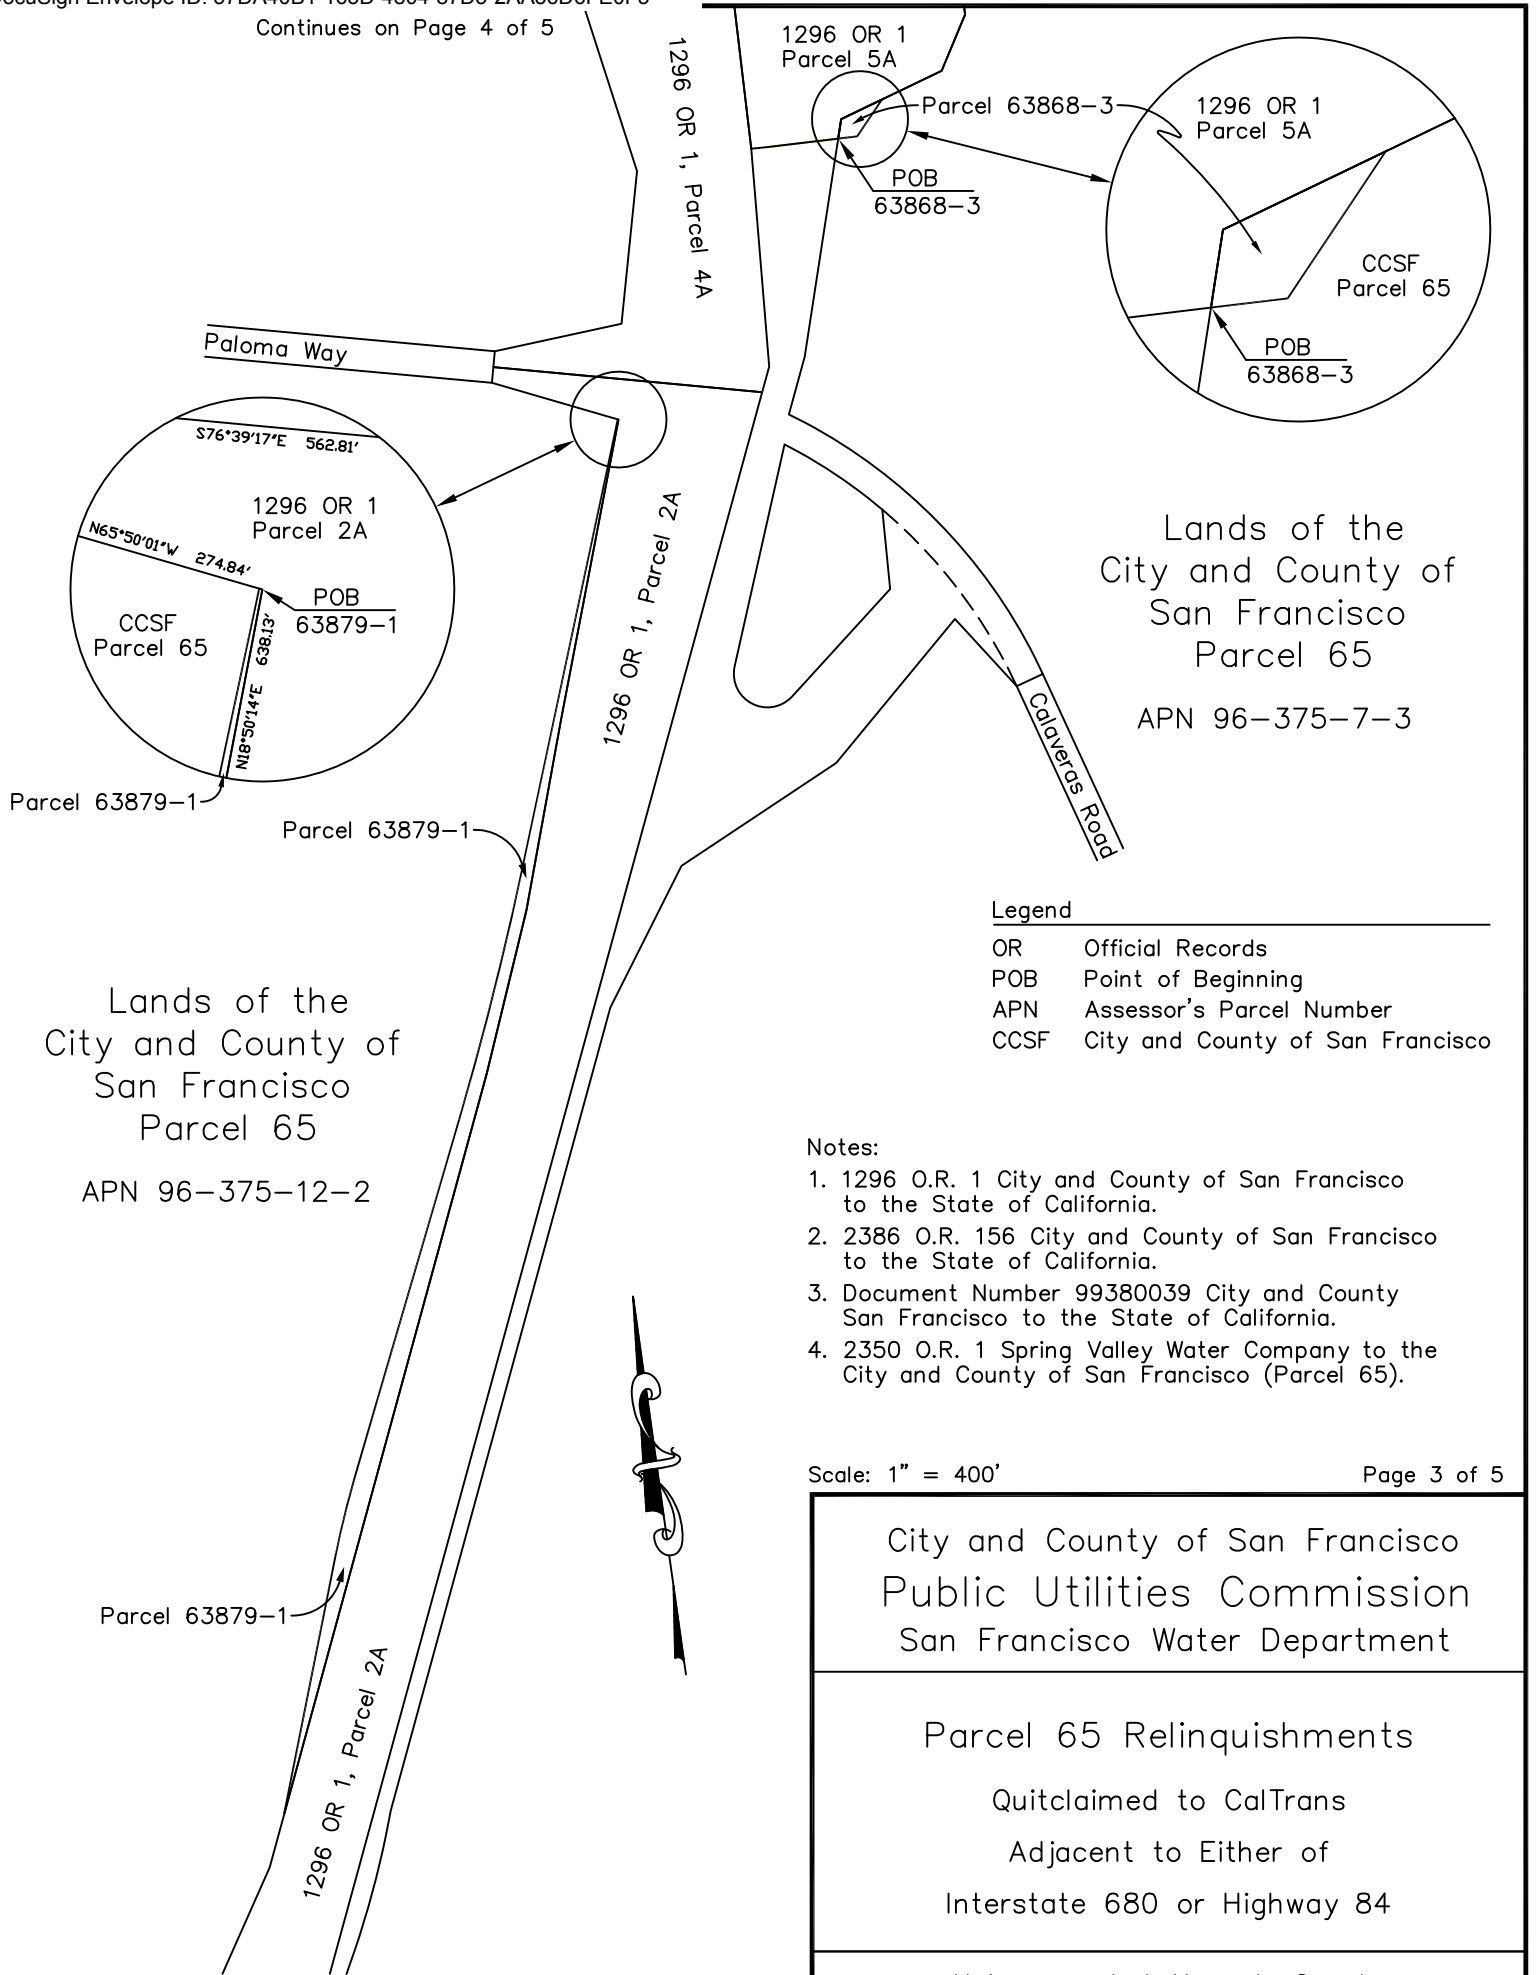 Continues on Page 4 of 5
1296 OR 1
Parcel 5A
1296 OR 1, Parcel 4A
Parcel 63868-3
1296 OR 1
Parcel 5A
POB
63868-3
CCSF
Parcel 65
POB
63868-3
Paloma Way
S76°39'17"E 562.81'
1296 OR 1
Parcel 2A
N65°50'01"W 274.84'
POB
63879-1
CCSF
Parcel 65
N18°50'14"E 638.13'
Parcel 63879-1
Parcel 63879-1
1296 OR 1, Parcel 2A
Lands of the
City and County of
San Francisco
Parcel 65
APN 96-375-7-3
Calaveras Road
Legend
OR Official Records
POB Point of Beginning
APN Assessor's Parcel Number
CCSF City and County of San Francisco
Lands of the
City and County of
San Francisco
Parcel 65
APN 96-375-12-2
Notes:
1. 1296 O.R. 1 City and County of San Francisco
to the State of California.
2. 2386 O.R. 156 City and County of San Francisco
to the State of California.
3. Document Number 99380039 City and County
San Francisco to the State of California.
4. 2350 O.R. 1 Spring Valley Water Company to the
City and County of San Francisco (Parcel 65).
Parcel 63879-1
1296 OR 1, Parcel 2A
Scale: 1" = 400'
Page 3 of 5
City and County of San Francisco
Public Utilities Commission
San Francisco Water Department
Parcel 65 Relinquishments
Quitclaimed to CalTrans
Adjacent to Either of
Interstate 680 or Highway 84